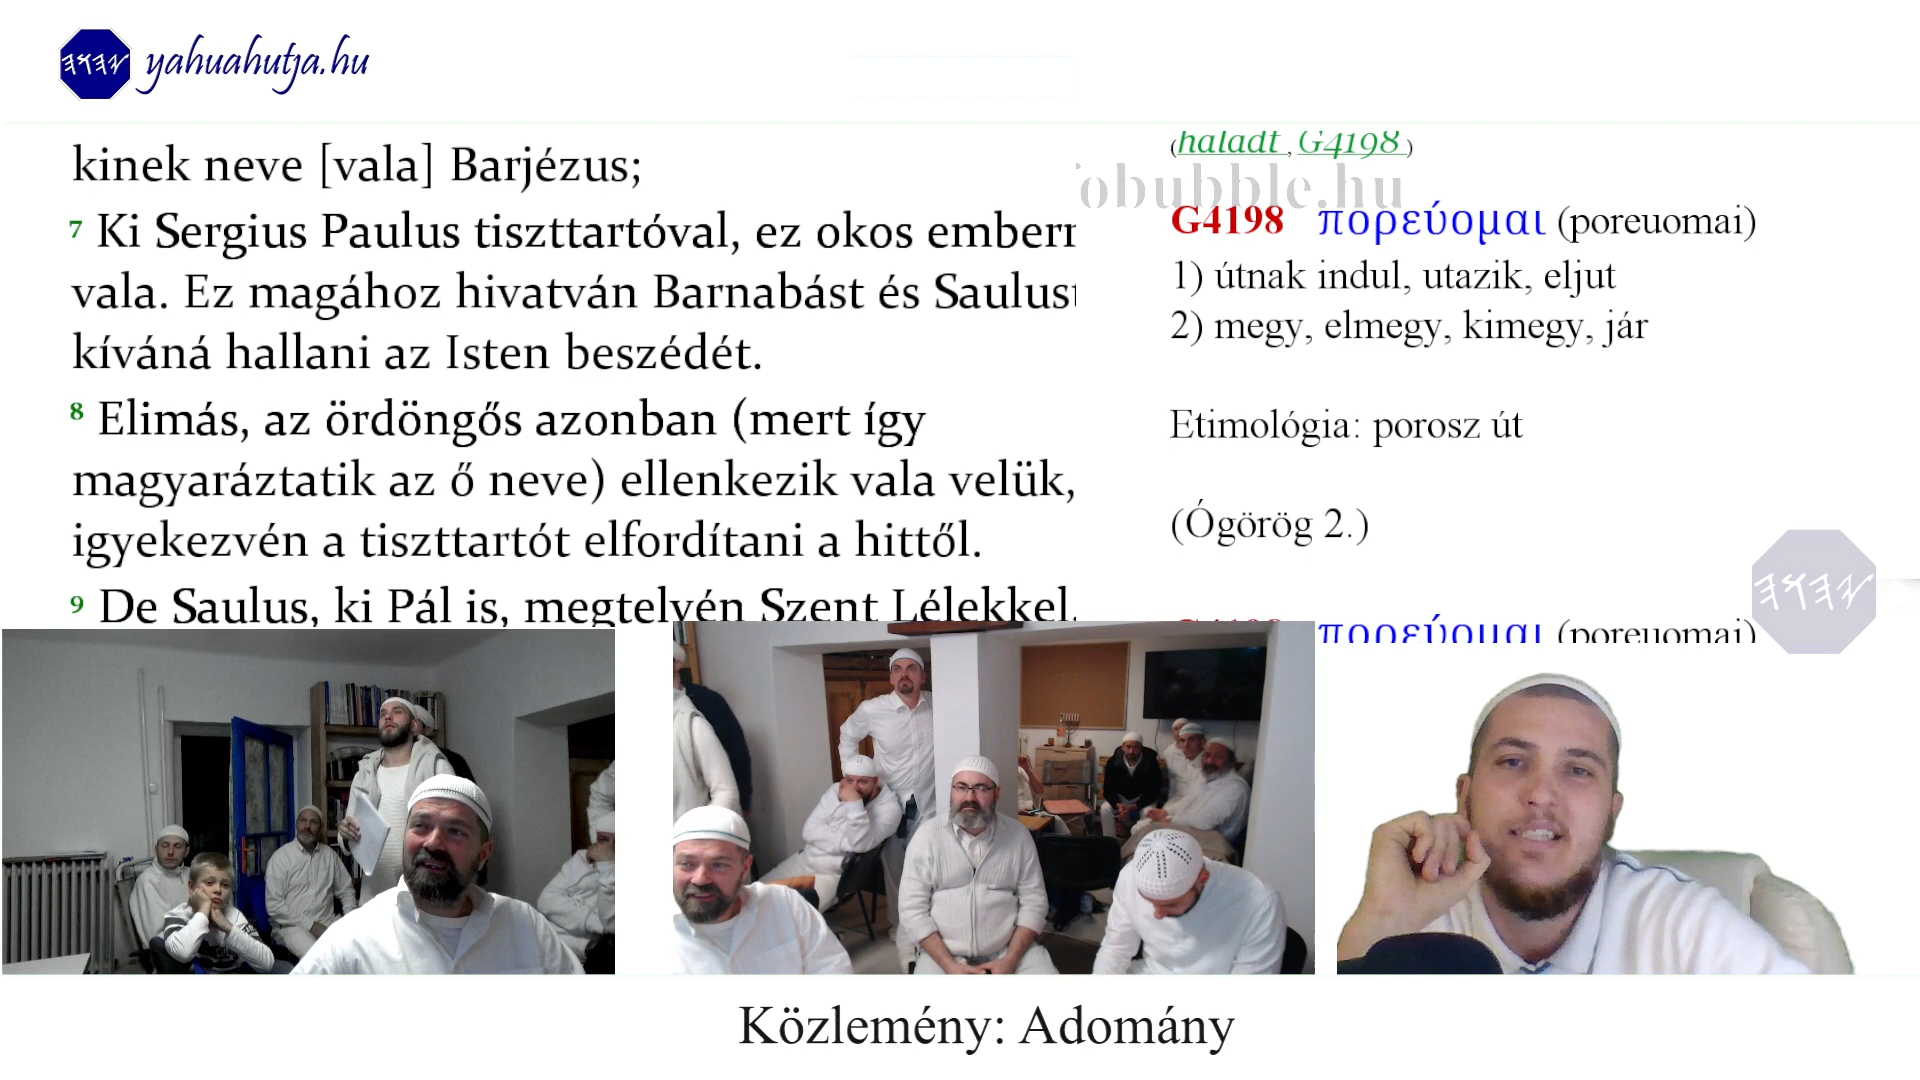 yahuahutja.hu
kinek neve [vala] Barjézus;
7 Ki Sergius Paulus tiszttartóval, ez okos
vala. Ez magához hivatván Barnabást és
kíváná hallani az Isten beszédét.
8 Elimás, az ördöngős azonban (mert így
magyaráztatik az ő neve) ellenkezik vala velük,
igyekezvén a tiszttartót elfordítani a hittől.
9 De Saulus, ki Pál is, megtelvén Szent Lélekkel,
(haladt , G4198 )
obubble.hu
G4198 πορεύομαι (poreuomai)
1) útnak indul, utazik, eljut
2) megy, elmegy, kimegy, jár
Etimológia: porosz út
(Ógörög 2.)
πορεύομαι (poreuomai)
Közlemény: Adomány